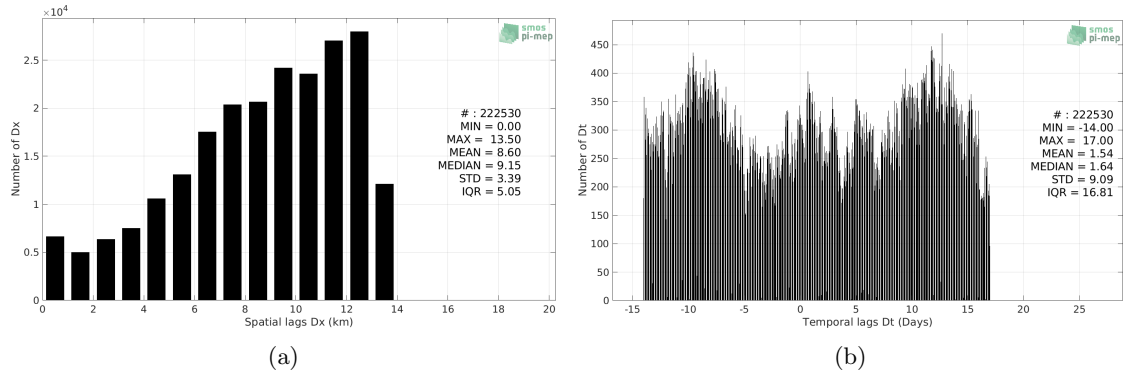 ×10⁴
2.5
2
1.5
1
0.5
0
0 2 4 6 8 10 12 14 16 18 20
Number of Dx
Spatial lags Dx (km)
smos
pi-mep
# : 222530
MIN = 0.00
MAX = 13.50
MEAN = 8.60
MEDIAN = 9.15
STD = 3.39
IQR = 5.05
(a)
450
400
350
300
250
200
150
100
50
0
-15 -10 -5 0 5 10 15 20 25
Number of Dt
Temporal lags Dt (Days)
smos
pi-mep
# : 222530
MIN = -14.00
MAX = 17.00
MEAN = 1.54
MEDIAN = 1.64
STD = 9.09
IQR = 16.81
(b)